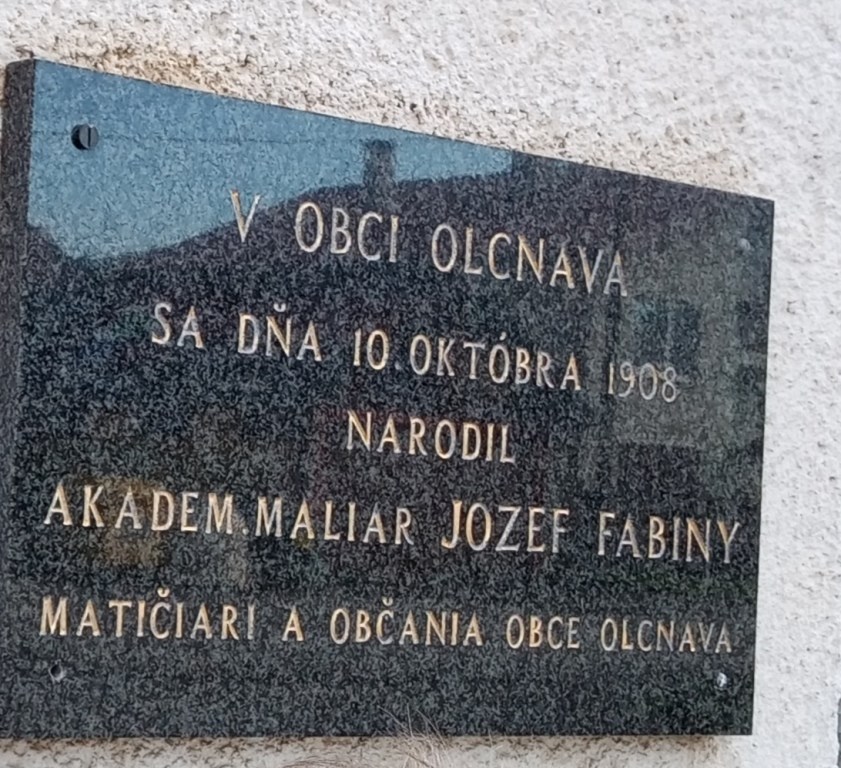 V OBCI OLCNAVA
SA DŇA 10.OKTÓBRA 1908
NARODIL
AKADEM.MALIAR JOZEF FABINY
MATIČIARI A OBČANIA OBCE OLCNAVA